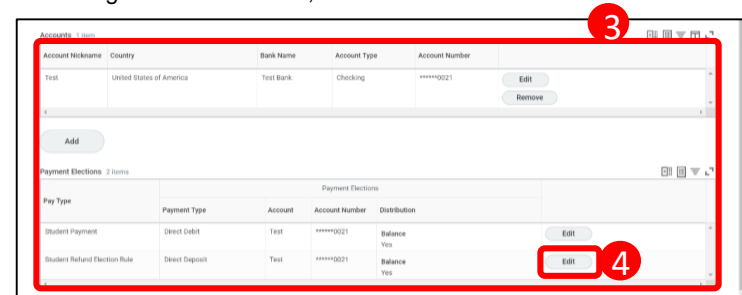 3
Accounts 1 item
Account Nickname Country Bank Name Account Type Account Number
Test United States of America Test Bank Checking ******0021 Edit
Remove
Add
Payment Elections 2 items
Payment Elections
Pay Type
Payment Type Account Account Number Distribution
Student Payment Direct Debit Test ******0021 Balance Edit
Yes
Student Refund Election Rule Direct Deposit Test ******0021 Balance Edit 4
Yes